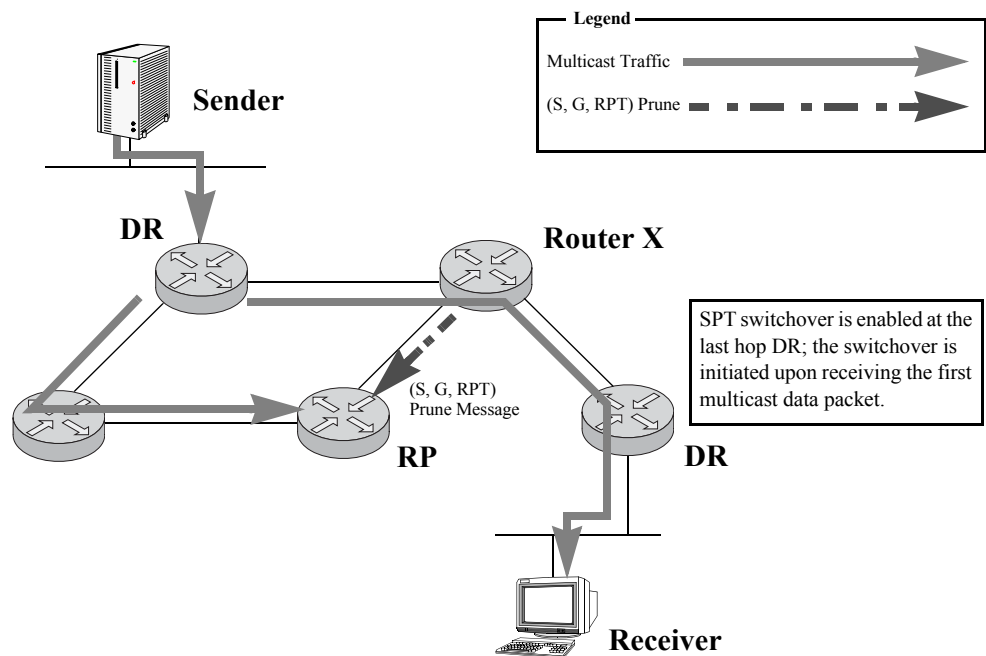 Legend
Multicast Traffic
(S, G, RPT) Prune
Sender
DR
Router X
SPT switchover is enabled at the
last hop DR; the switchover is
initiated upon receiving the first
multicast data packet.
(S, G, RPT)
Prune Message
RP
DR
Receiver